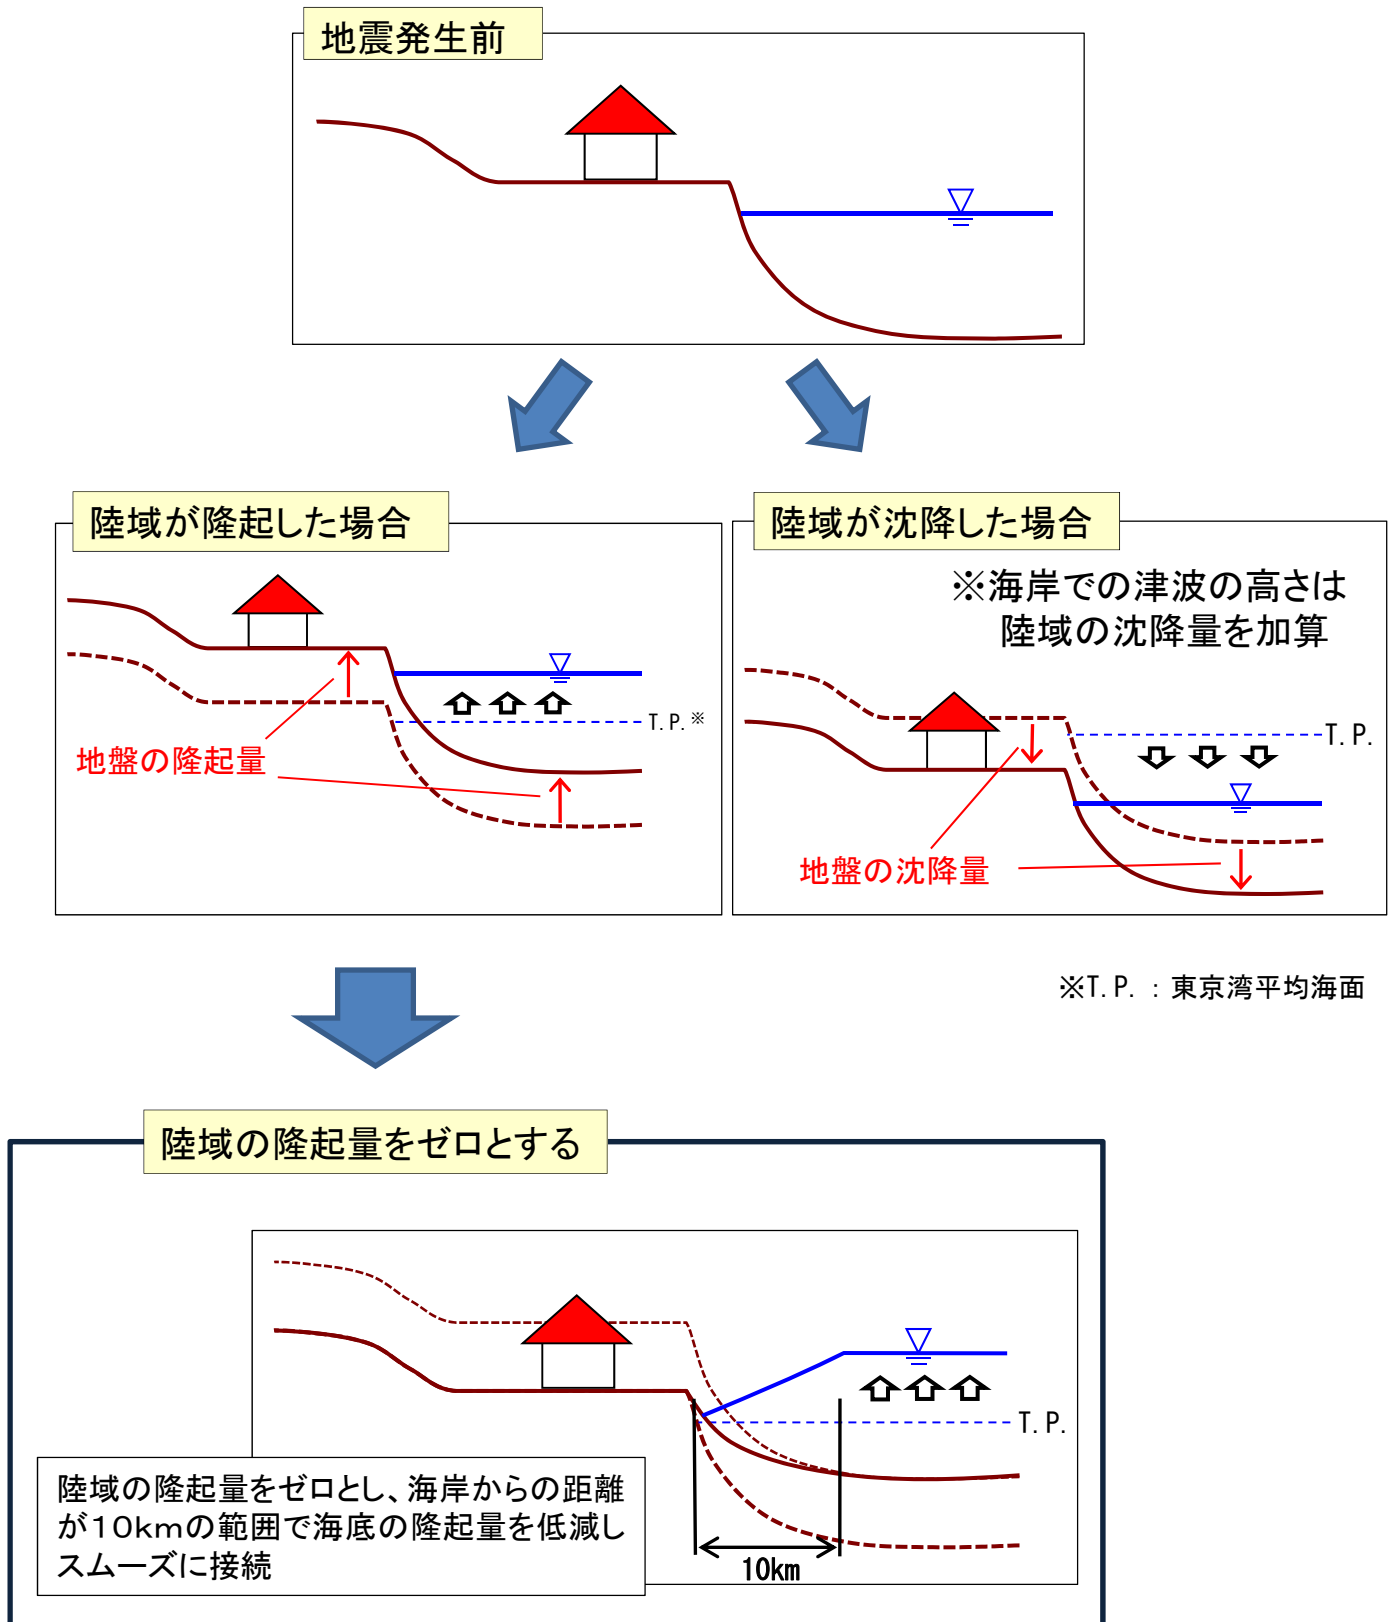 地震発生前
陸域が隆起した場合
T.P.※
地盤の隆起量
陸域が沈降した場合
※海岸での津波の高さは
陸域の沈降量を加算
T.P.
地盤の沈降量
※T.P.：東京湾平均海面
陸域の隆起量をゼロとする
T.P.
10km
陸域の隆起量をゼロとし、海岸からの距離
が10kmの範囲で海底の隆起量を低減し
スムーズに接続